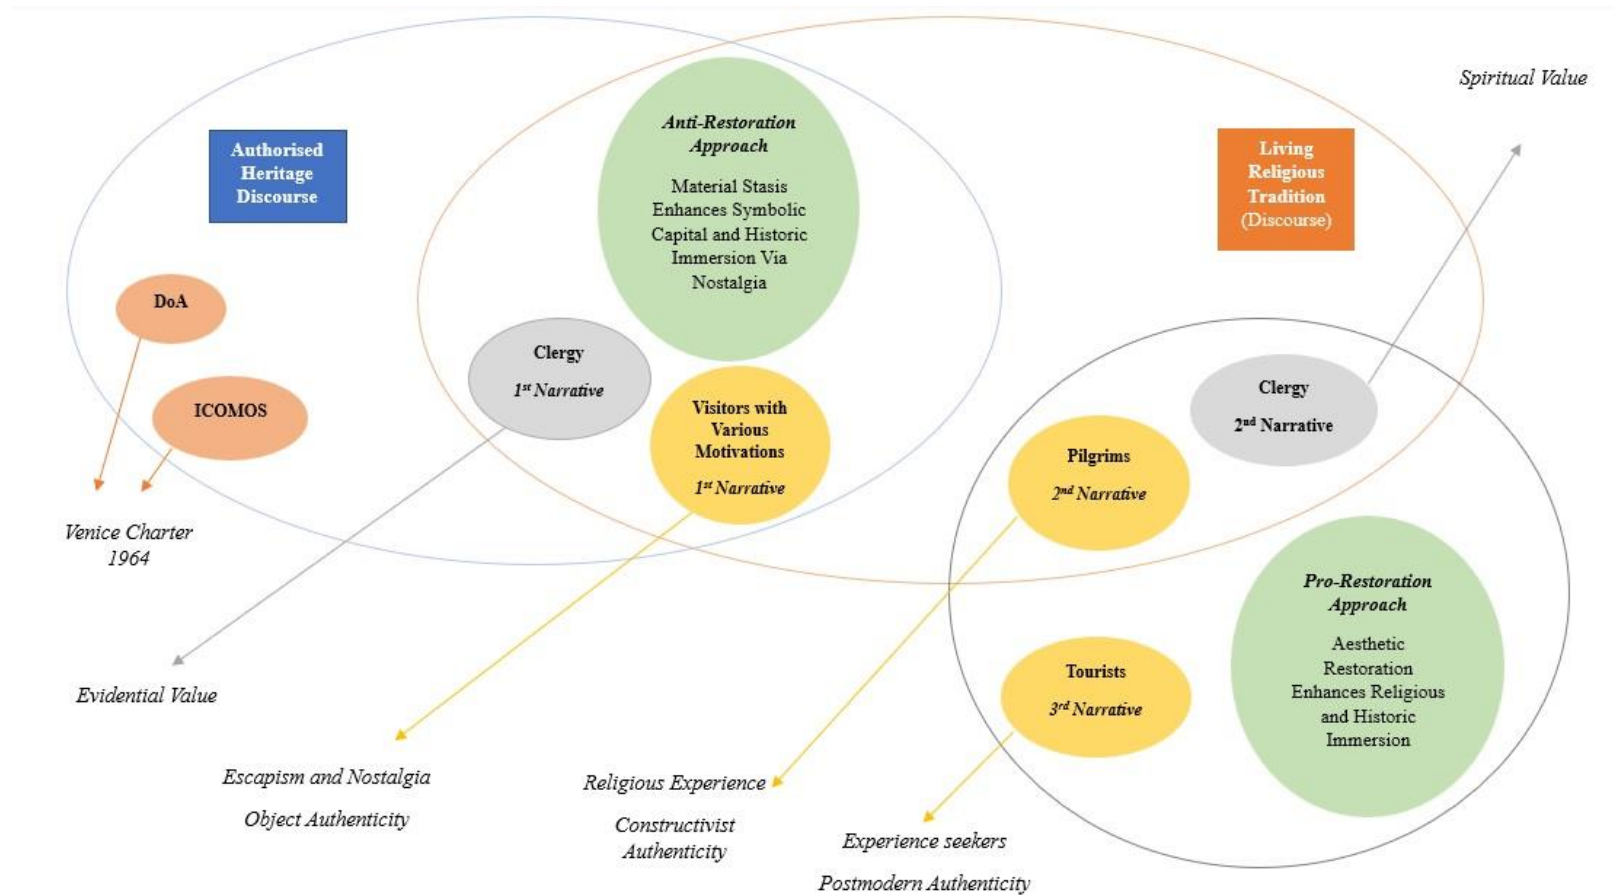 Spiritual Value
Authorised
Heritage
Discourse
Anti-Restoration
Approach
Material Stasis
Enhances Symbolic
Capital and Historic
Immersion Via
Nostalgia
Living
Religious
Tradition
(Discourse)
DoA
ICOMOS
Clergy
1st Narrative
Visitors with
Various
Motivations
1st Narrative
Clergy
2nd Narrative
Pilgrims
2nd Narrative
Venice Charter
1964
Pro-Restoration
Approach
Aesthetic
Restoration
Enhances Religious
and Historic
Immersion
Tourists
3rd Narrative
Evidential Value
Escapism and Nostalgia
Object Authenticity
Religious Experience
Constructivist
Authenticity
Experience seekers
Postmodern Authenticity